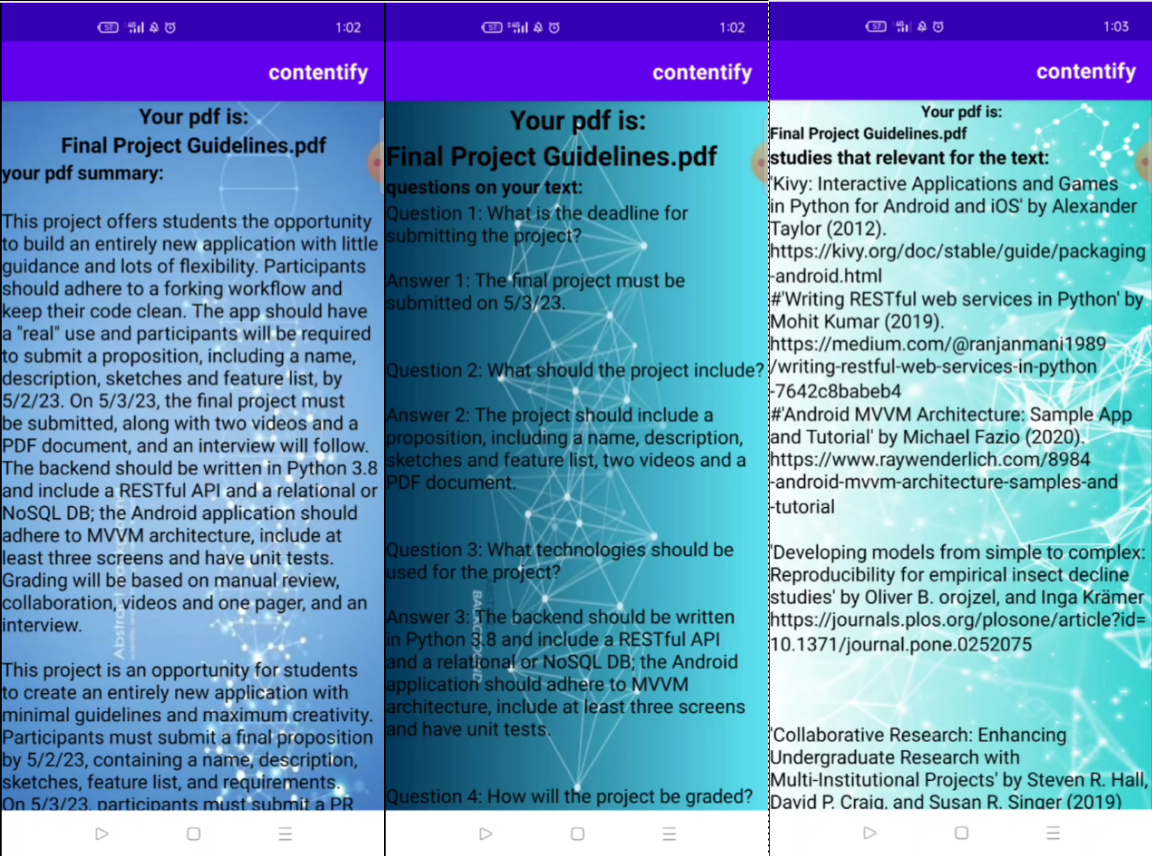 57 4G 1:02
contentify
Your pdf is:
Final Project Guidelines.pdf
your pdf summary:
This project offers students the opportunity
to build an entirely new application with little
guidance and lots of flexibility. Participants
should adhere to a forking workflow and
keep their code clean. The app should have
a "real" use and participants will be required
to submit a proposition, including a name,
description, sketches and feature list, by
5/2/23. On 5/3/23, the final project must
be submitted, along with two videos and a
PDF document, and an interview will follow.
The backend should be written in Python 3.8
and include a RESTful API and a relational or
NoSQL DB; the Android application should
adhere to MVVM architecture, include at
least three screens and have unit tests.
Grading will be based on manual review,
collaboration, videos and one pager, and an
interview.
This project is an opportunity for students
to create an entirely new application with
minimal guidelines and maximum creativity.
Participants must submit a final proposition
by 5/2/23, containing a name, description,
sketches, feature list, and requirements.
On 5/3/23, participants must submit a PR
57 4G 1:02
contentify
Your pdf is:
Final Project Guidelines.pdf
questions on your text:
Question 1: What is the deadline for
submitting the project?
Answer 1: The final project must be
submitted on 5/3/23.
Question 2: What should the project include?
Answer 2: The project should include a
proposition, including a name, description,
sketches and feature list, two videos and a
PDF document.
Question 3: What technologies should be
used for the project?
Answer 3: The backend should be written
in Python 3.8 and include a RESTful API
and a relational or NoSQL DB; the Android
application should adhere to MVVM
architecture, include at least three screens
and have unit tests.
Question 4: How will the project be graded?
57 4G 1:03
contentify
Your pdf is:
Final Project Guidelines.pdf
studies that relevant for the text:
'Kivy: Interactive Applications and Games
in Python for Android and iOS' by Alexander
Taylor (2012).
https://kivy.org/doc/stable/guide/packaging
-android.html
#'Writing RESTful web services in Python' by
Mohit Kumar (2019).
https://medium.com/@ranjanmani1989
/writing-restful-web-services-in-python
-7642c8babeb4
#'Android MVVM Architecture: Sample App
and Tutorial' by Michael Fazio (2020).
https://www.raywenderlich.com/8984
-android-mvvm-architecture-samples-and
-tutorial
'Developing models from simple to complex:
Reproducibility for empirical insect decline
studies' by Oliver B. orojzel, and Inga Krämer
https://journals.plos.org/plosone/article?id=
10.1371/journal.pone.0252075
'Collaborative Research: Enhancing
Undergraduate Research with
Multi-Institutional Projects' by Steven R. Hall,
David P. Craig, and Susan R. Singer (2019)